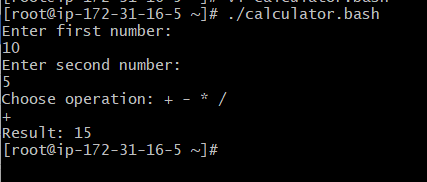 [root@ip-172-31-16-5 ~]# ./calculator.bash
Enter first number:
10
Enter second number:
5
Choose operation: + - * /
+
Result: 15
[root@ip-172-31-16-5 ~]#